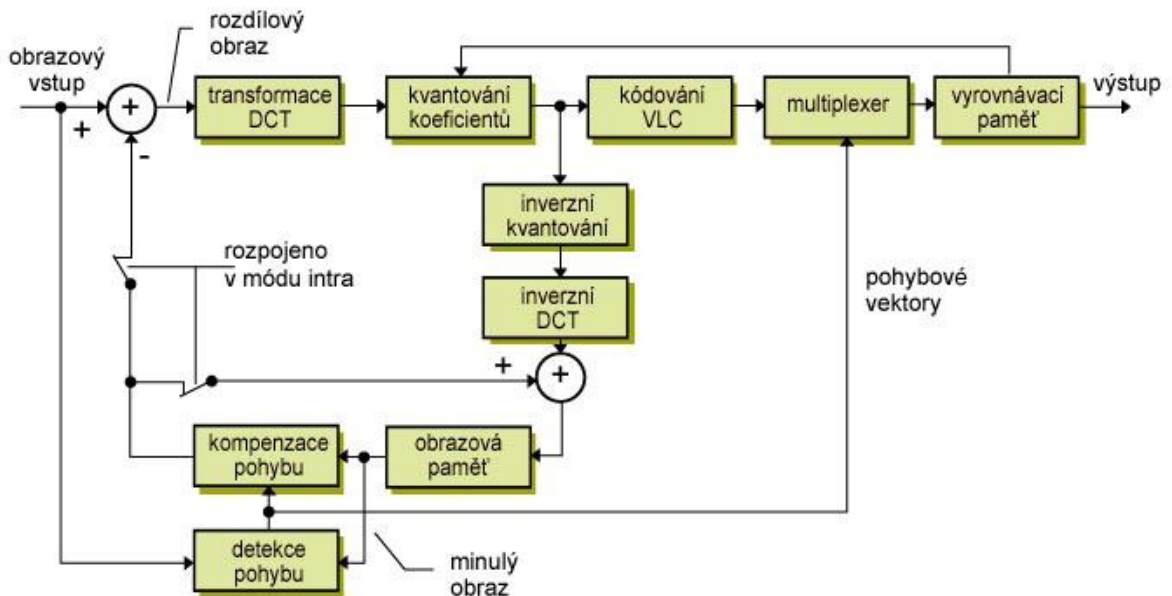 rozdílový
obraz
obrazový
vstup
+
+
-
transformace
DCT
kvantování
koeficientů
kódování
VLC
multiplexer
vyrovnávací
paměť
výstup
inverzní
kvantování
rozpojeno
v módu intra
inverzní
DCT
pohybové
vektory
+
+
kompenzace
pohybu
obrazová
paměť
detekce
pohybu
minulý
obraz